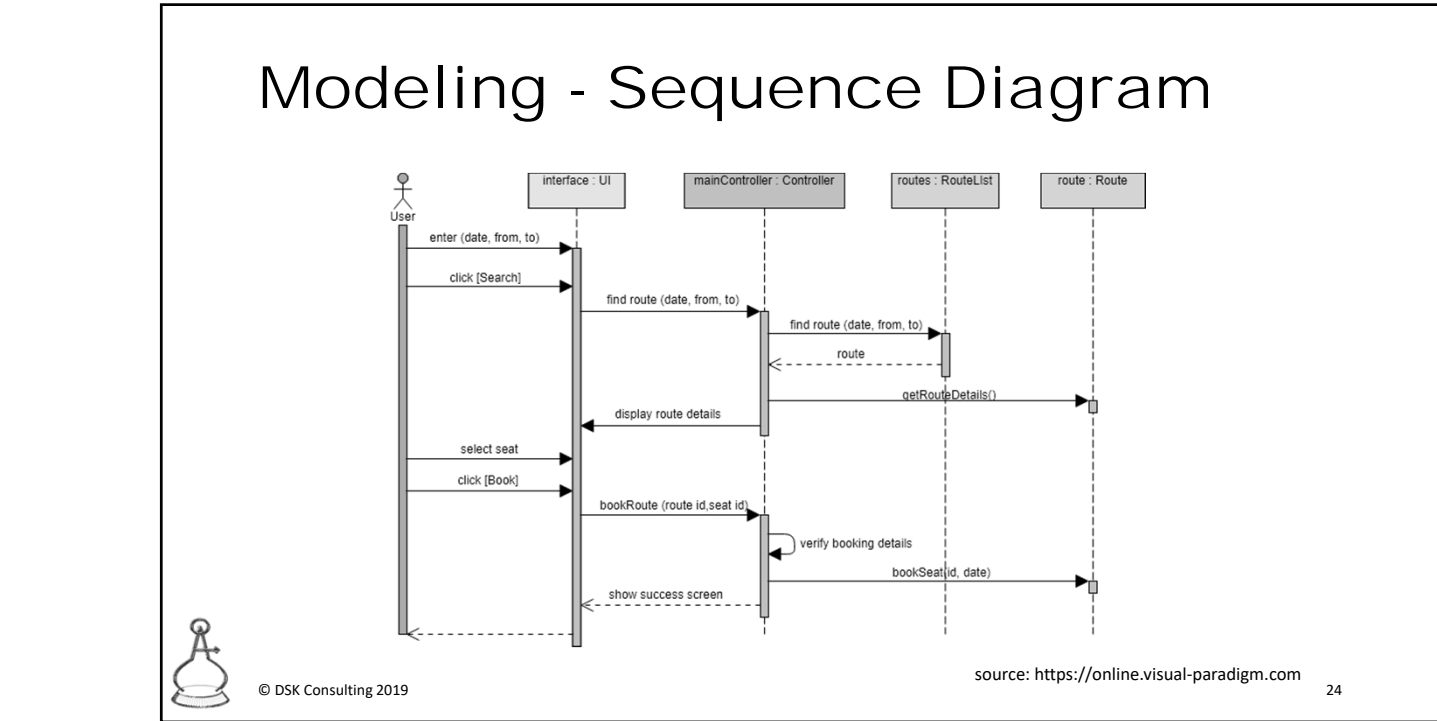 Modeling - Sequence Diagram
interface : UI
mainController : Controller
routes : RouteLIst
route : Route
User
enter (date, from, to)
click [Search]
find route (date, from, to)
find route (date, from, to)
route
getRouteDetails()
display route details
select seat
click [Book]
bookRoute (route id,seat id)
verify booking details
bookSeat(id, date)
show success screen
© DSK Consulting 2019
source: https://online.visual-paradigm.com
24